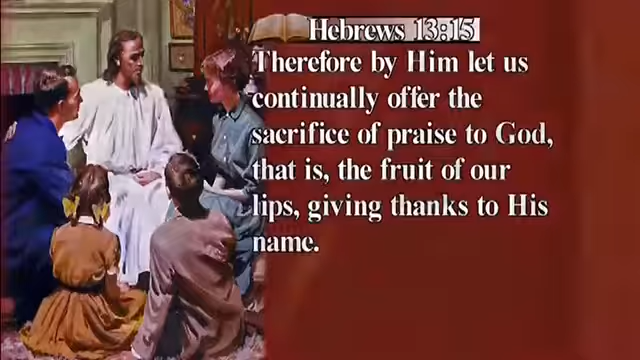 Hebrews 13:15
Therefore by Him let us
continually offer the
sacrifice of praise to God,
that is, the fruit of our
lips, giving thanks to His
name.